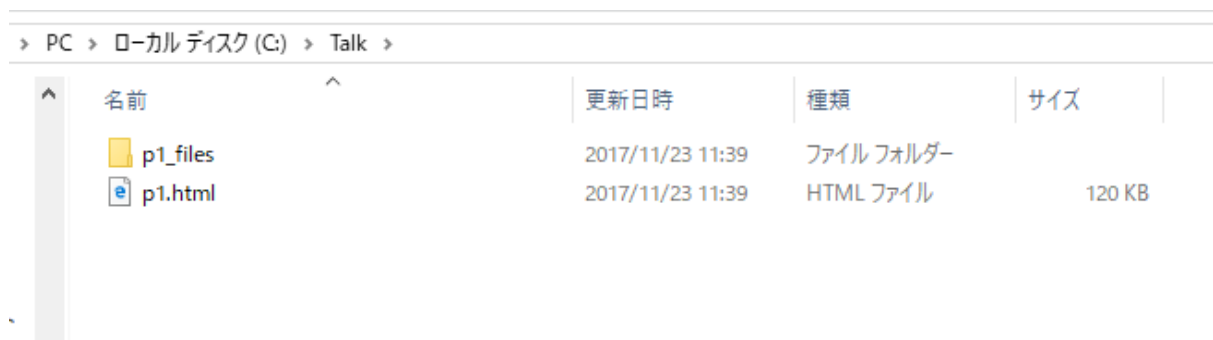 > PC > ローカル ディスク (C:) > Talk >
名前 更新日時 種類 サイズ
p1_files 2017/11/23 11:39 ファイル フォルダー
p1.html 2017/11/23 11:39 HTML ファイル 120 KB